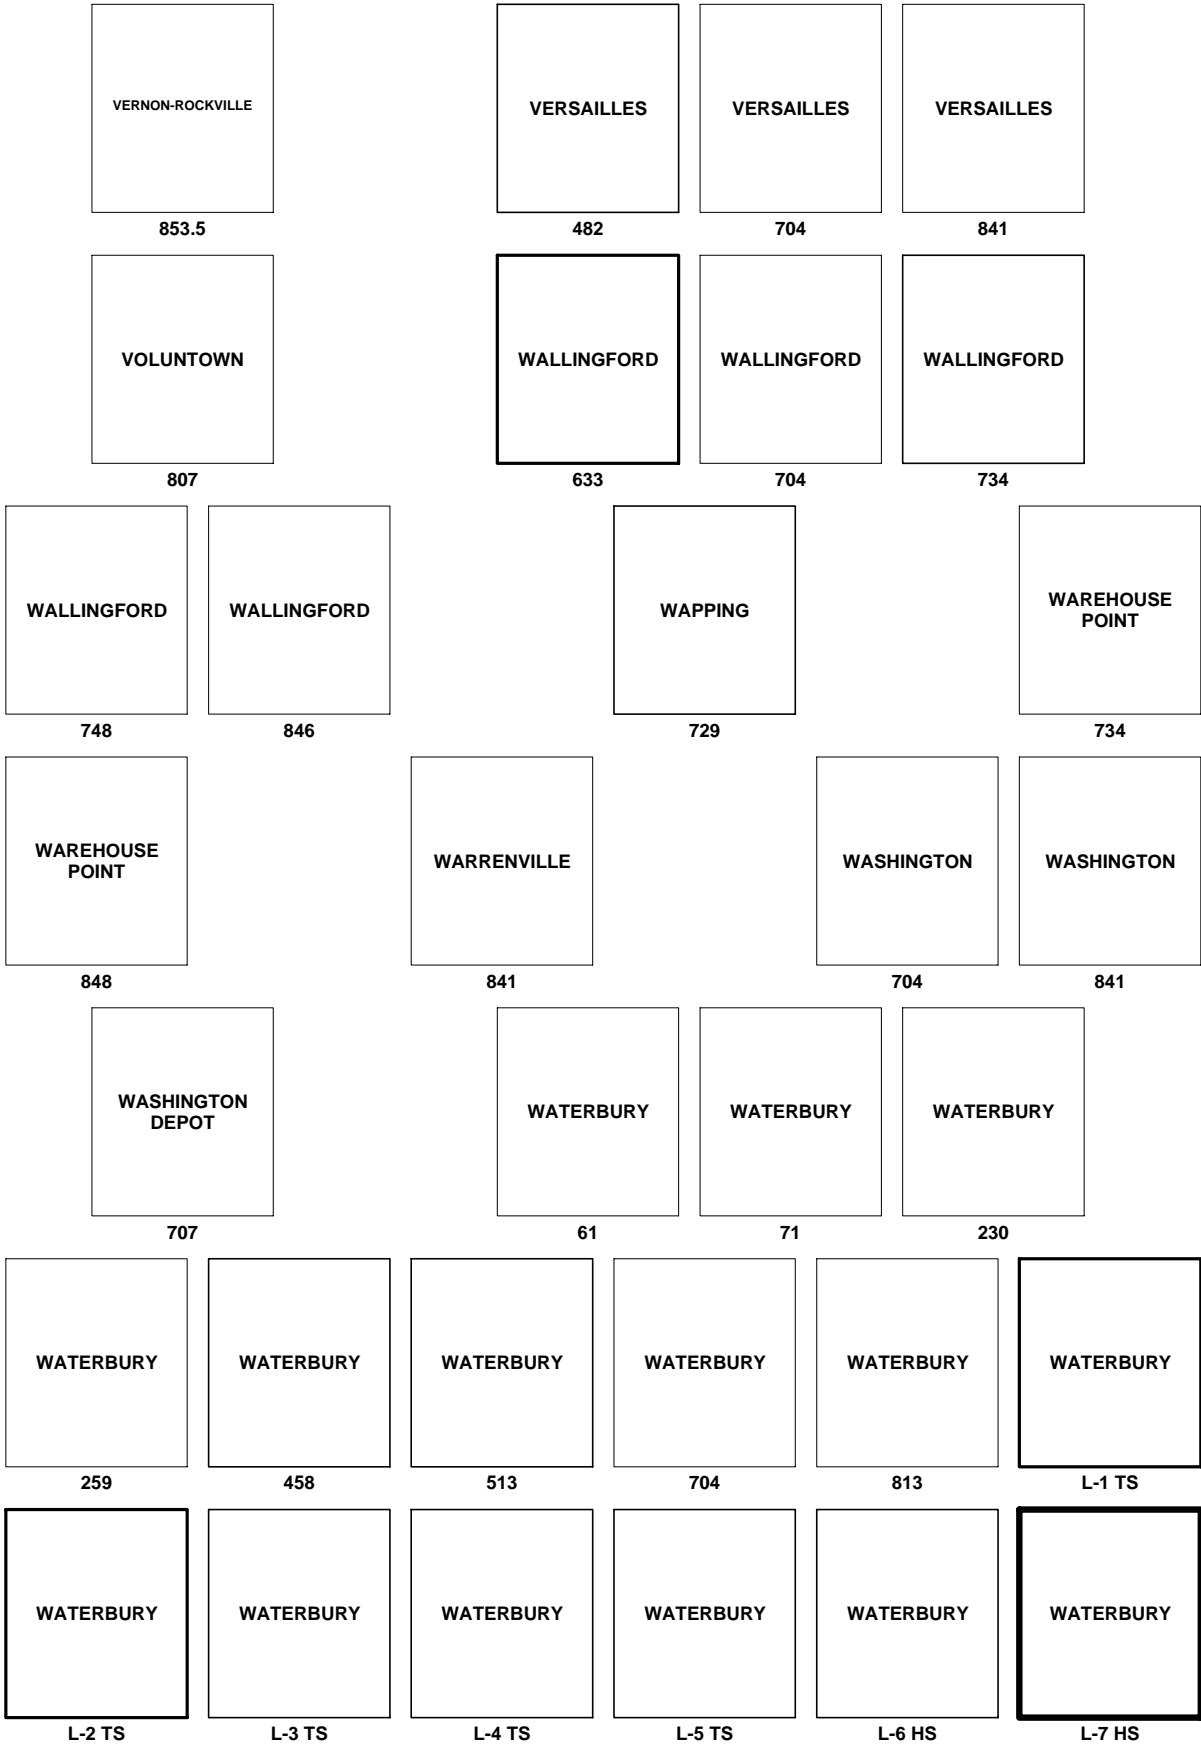 VERNON-ROCKVILLE
853.5
VERSAILLES
482
VERSAILLES
704
VERSAILLES
841
VOLUNTOWN
807
WALLINGFORD
633
WALLINGFORD
704
WALLINGFORD
734
WALLINGFORD
748
WALLINGFORD
846
WAPPING
729
WAREHOUSE
POINT
734
WAREHOUSE
POINT
848
WARRENVILLE
841
WASHINGTON
704
WASHINGTON
841
WASHINGTON
DEPOT
707
WATERBURY
61
WATERBURY
71
WATERBURY
230
WATERBURY
259
WATERBURY
458
WATERBURY
513
WATERBURY
704
WATERBURY
813
WATERBURY
L-1 TS
WATERBURY
L-2 TS
WATERBURY
L-3 TS
WATERBURY
L-4 TS
WATERBURY
L-5 TS
WATERBURY
L-6 HS
WATERBURY
L-7 HS